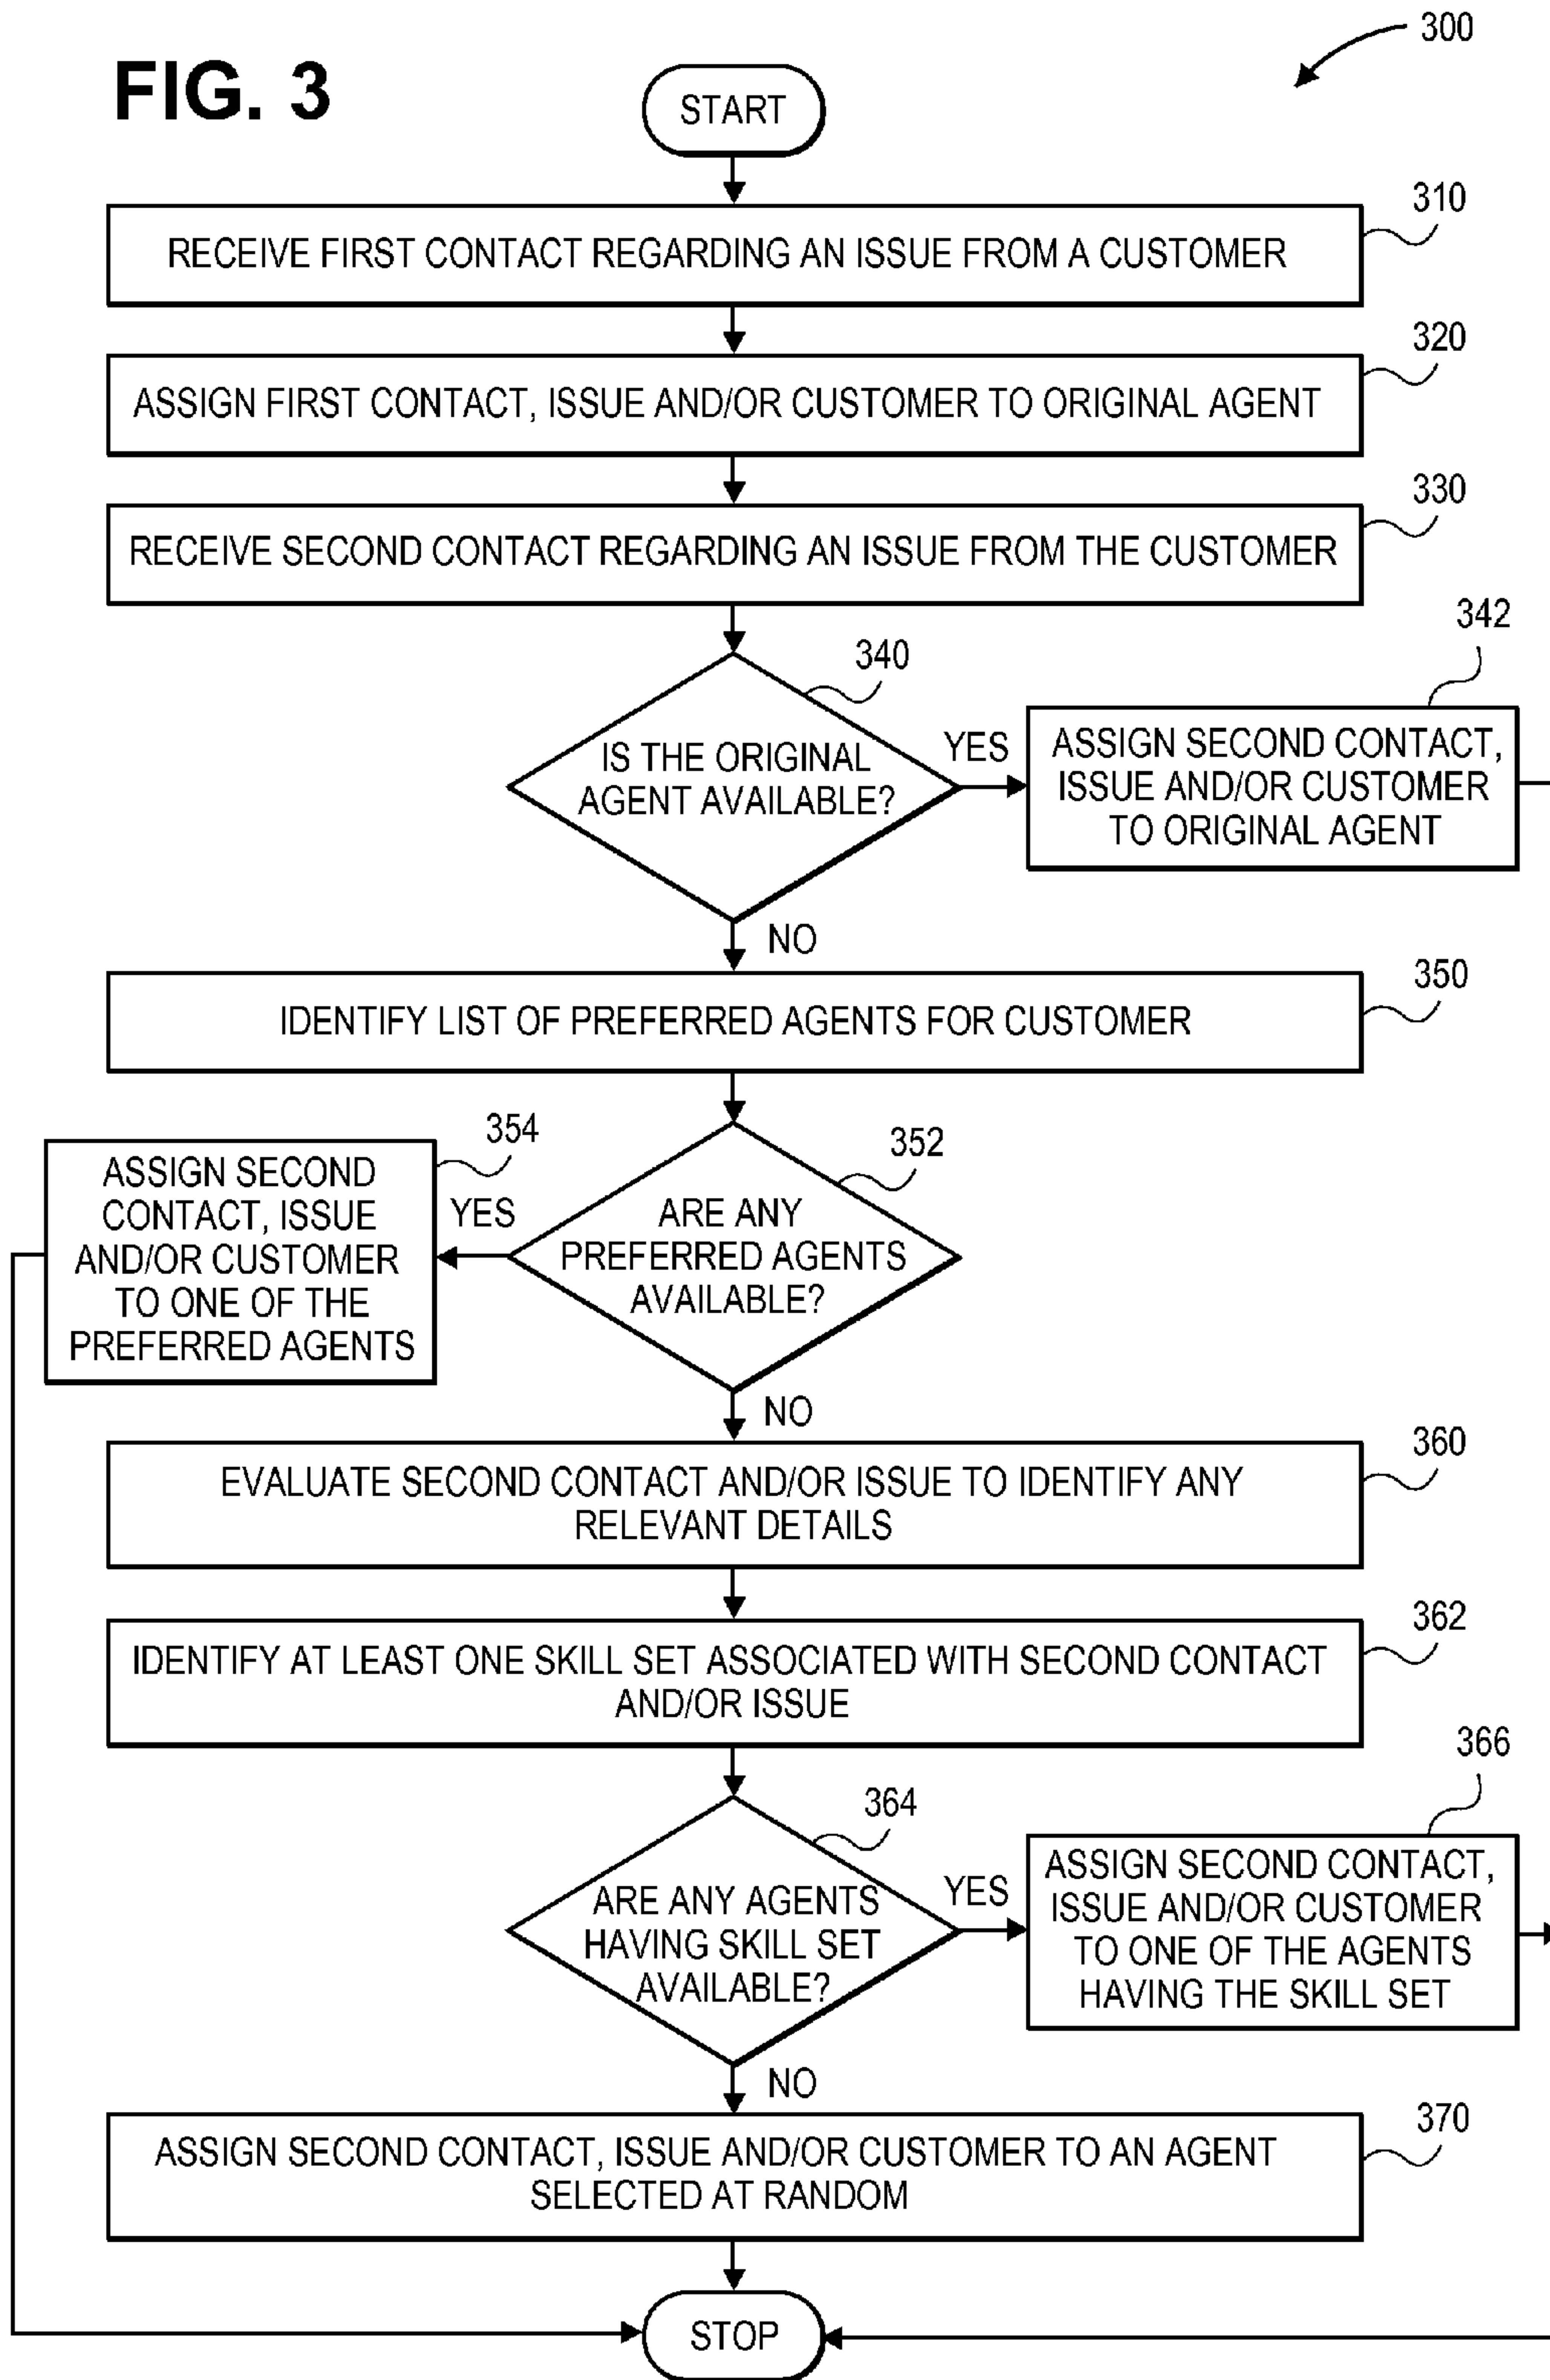 FIG. 3
300
START
310
RECEIVE FIRST CONTACT REGARDING AN ISSUE FROM A CUSTOMER
320
ASSIGN FIRST CONTACT, ISSUE AND/OR CUSTOMER TO ORIGINAL AGENT
330
RECEIVE SECOND CONTACT REGARDING AN ISSUE FROM THE CUSTOMER
340
IS THE ORIGINAL
AGENT AVAILABLE?
YES
342
ASSIGN SECOND CONTACT,
ISSUE AND/OR CUSTOMER
TO ORIGINAL AGENT
NO
350
IDENTIFY LIST OF PREFERRED AGENTS FOR CUSTOMER
352
ARE ANY
PREFERRED AGENTS
AVAILABLE?
YES
354
ASSIGN SECOND
CONTACT, ISSUE
AND/OR CUSTOMER
TO ONE OF THE
PREFERRED AGENTS
NO
360
EVALUATE SECOND CONTACT AND/OR ISSUE TO IDENTIFY ANY
RELEVANT DETAILS
362
IDENTIFY AT LEAST ONE SKILL SET ASSOCIATED WITH SECOND CONTACT
AND/OR ISSUE
364
ARE ANY AGENTS
HAVING SKILL SET
AVAILABLE?
YES
366
ASSIGN SECOND CONTACT,
ISSUE AND/OR CUSTOMER
TO ONE OF THE AGENTS
HAVING THE SKILL SET
NO
370
ASSIGN SECOND CONTACT, ISSUE AND/OR CUSTOMER TO AN AGENT
SELECTED AT RANDOM
STOP